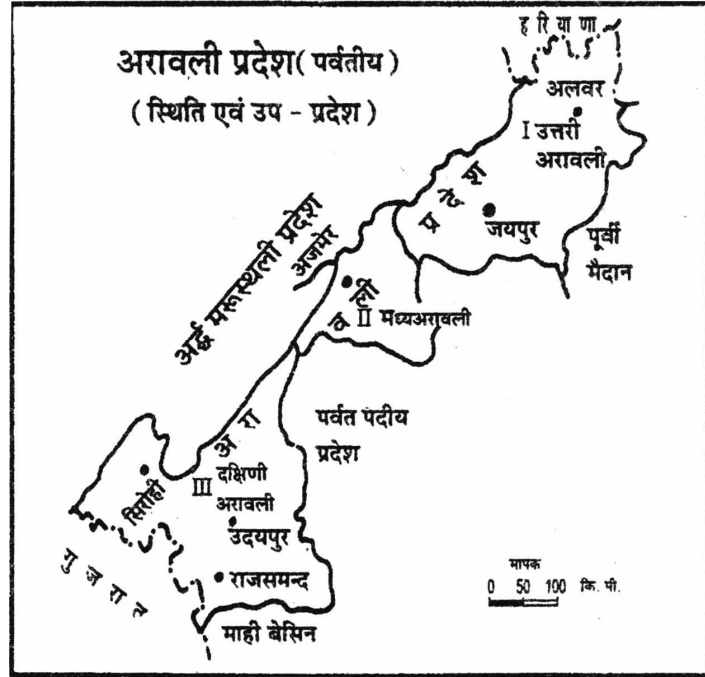 अरावली प्रदेश ( पर्वतीय )
( स्थिति एवं उप - प्रदेश )
ह रि या णा
अलवर
I उत्तरी
अरावली
प्र दे श
जयपुर
पूर्वी
मैदान
अर्द्ध मरूस्थली प्रदेश
अजमेर
व ली
II मध्यअरावली
अ रा
पर्वत पदीय
प्रदेश
III दक्षिणी
अरावली
सिरोही
उदयपुर
राजसमन्द
गु ज रा त
माही बेसिन
मापक
0 50 100 कि. पी.